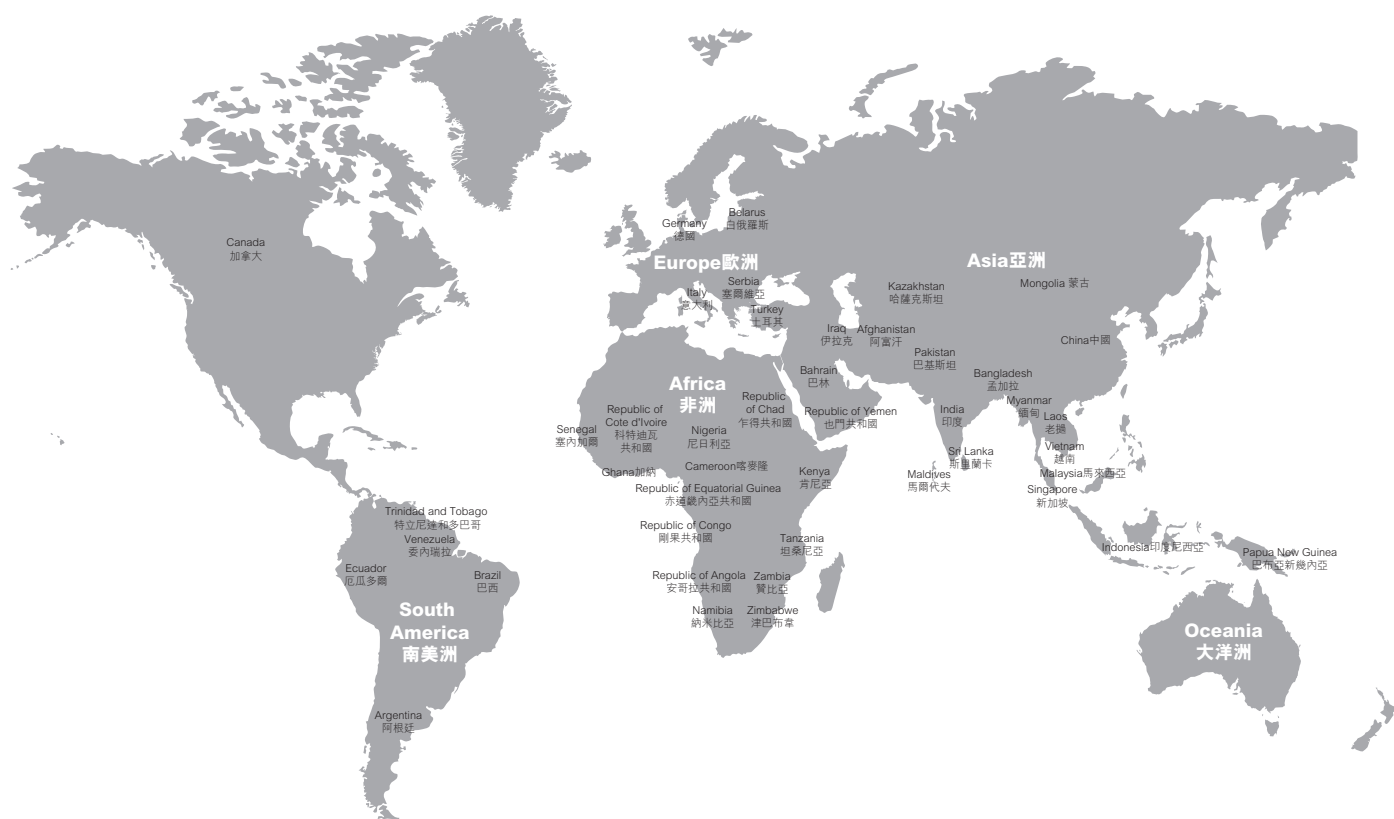 Canada
加拿大
Germany
德國
Belarus
白俄羅斯
Europe歐洲
Serbia
塞爾維亞
Italy
意大利
Turkey
土耳其
Asia亞洲
Kazakhstan
哈薩克斯坦
Mongolia 蒙古
Iraq
伊拉克
Afghanistan
阿富汗
China中國
Pakistan
巴基斯坦
Bahrain
巴林
Bangladesh
孟加拉
Republic of Yemen
也門共和國
India
印度
Myanmar
緬甸
Laos
老撾
Vietnam
越南
Sri Lanka
斯里蘭卡
Maldives
馬爾代夫
Malaysia馬來西亞
Singapore
新加坡
Indonesia印度尼西亞
Papua New Guinea
巴布亞新幾內亞
Africa
非洲
Republic
of Chad
乍得共和國
Republic of
Cote d'Ivoire
科特迪瓦
共和國
Senegal
塞內加爾
Nigeria
尼日利亞
Ghana加納
Cameroon喀麥隆
Kenya
肯尼亞
Republic of Equatorial Guinea
赤道畿內亞共和國
Republic of Congo
剛果共和國
Tanzania
坦桑尼亞
Republic of Angola
安哥拉共和國
Zambia
贊比亞
Namibia
納米比亞
Zimbabwe
津巴布韋
Trinidad and Tobago
特立尼達和多巴哥
Venezuela
委內瑞拉
Ecuador
厄瓜多爾
Brazil
巴西
South
America
南美洲
Argentina
阿根廷
Oceania
大洋洲